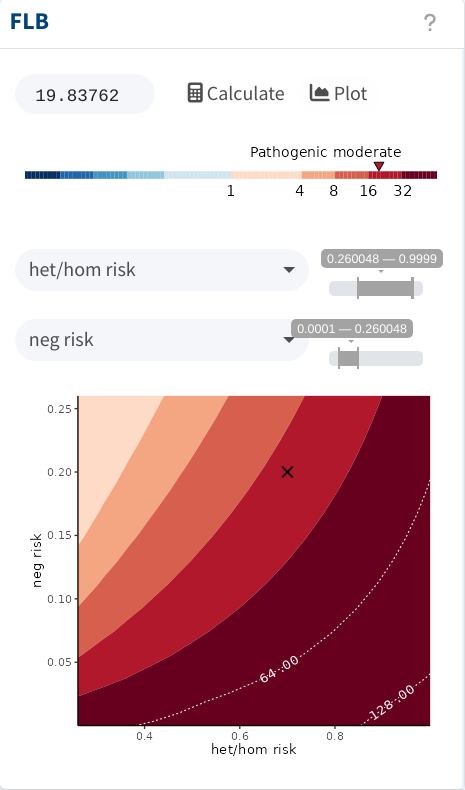 FLB ?
19.83762 Calculate Plot
Pathogenic moderate
1 4 8 16 32
0.260048 — 0.9999
het/hom risk
0.0001 — 0.260048
neg risk
0.25
0.20
0.15
0.10
0.05
neg risk
64.00
128.00
0.4 0.6 0.8
het/hom risk